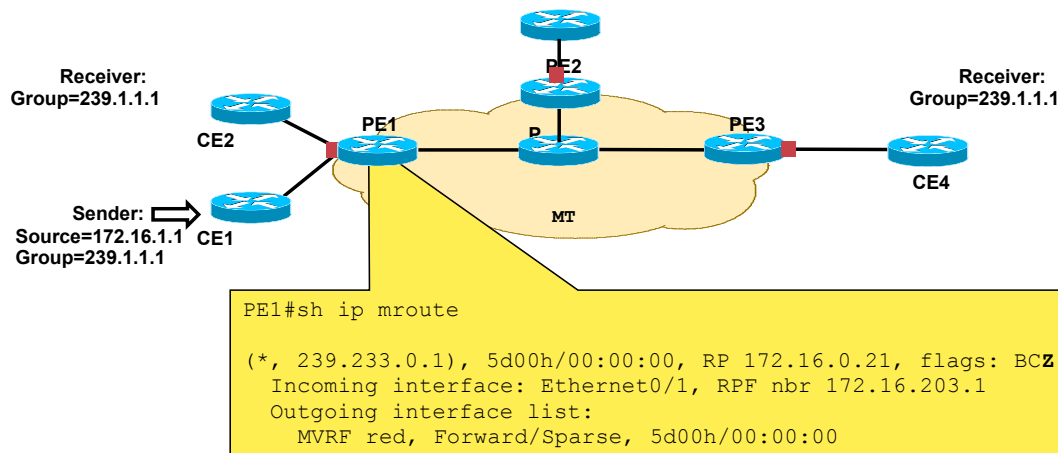 PE2
Receiver:
Group=239.1.1.1
Receiver:
Group=239.1.1.1
CE2
PE1
P
PE3
CE4
Sender:
Source=172.16.1.1
Group=239.1.1.1
CE1
MT
PE1#sh ip mroute
(*, 239.233.0.1), 5d00h/00:00:00, RP 172.16.0.21, flags: BCZ
Incoming interface: Ethernet0/1, RPF nbr 172.16.203.1
Outgoing interface list:
MVRF red, Forward/Sparse, 5d00h/00:00:00